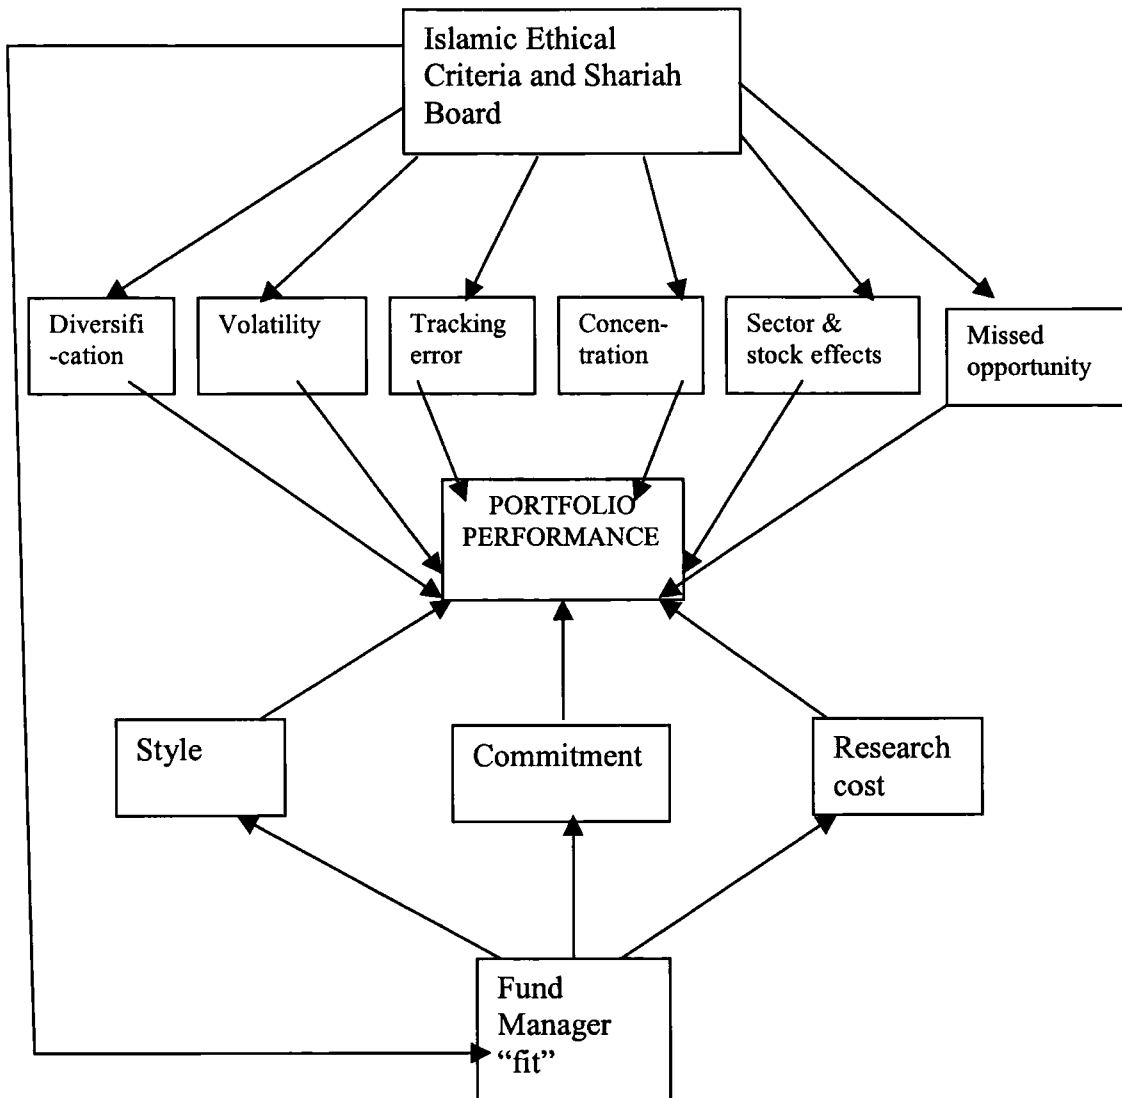 Islamic Ethical
Criteria and Shariah
Board
Diversifi
-cation
Volatility
Tracking
error
Concen-
tration
Sector &
stock effects
Missed
opportunity
PORTFOLIO
PERFORMANCE
Style
Commitment
Research
cost
Fund
Manager
“fit”